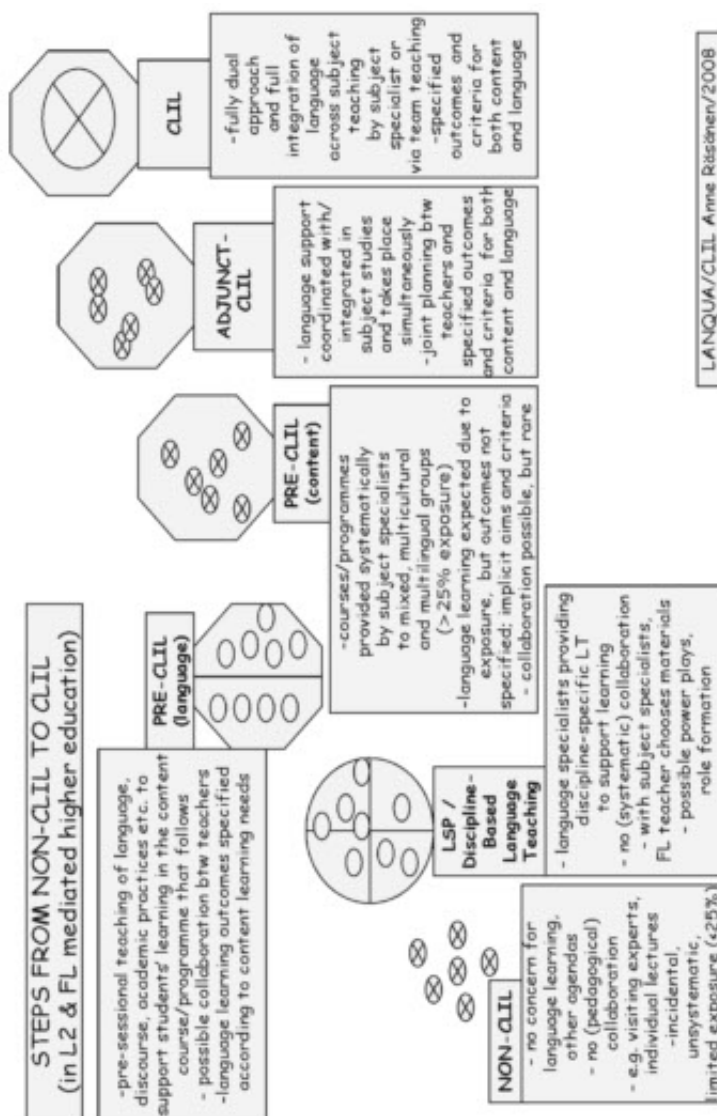 STEPS FROM NON-CLIL TO CLIL
(in L2 & FL mediated higher education)
NON-CLIL
- no concern for
language learning,
other agendas
- no (pedagogical)
collaboration
- e.g. visiting experts,
individual lectures
-incidental,
unsystematic,
limited exposure (<25%)
LSP /
Discipline-
Based
Language
Teaching
- language specialists providing
discipline-specific LT
to support learning
- no (systematic) collaboration
- with subject specialists,
FL teacher chooses materials
- possible power plays,
role formation
PRE-CLIL
(language)
-pre-sessional teaching of language,
discourse, academic practices etc. to
support students' learning in the content
course/programme that follows
- possible collaboration btw teachers
-language learning outcomes specified
according to content learning needs
PRE-CLIL
(content)
-courses/programmes
provided systematically
by subject specialists
to mixed, multicultural
and multilingual groups
(>25% exposure)
-language learning expected due to
exposure, but outcomes not
specified: implicit aims and criteria
- collaboration possible, but rare
ADJUNCT-
CLIL
- language support
coordinated with/
integrated in
subject studies
and takes place
simultaneously
-joint planning btw
teachers and
specified outcomes
and criteria for both
content and language
CLIL
-fully dual
approach
and full
integration of
language
across subject
teaching
by subject
specialist or
via team teaching
-specified
outcomes and
criteria for
both content
and language
LANQUA/CLIL Anne Räsänen/2008